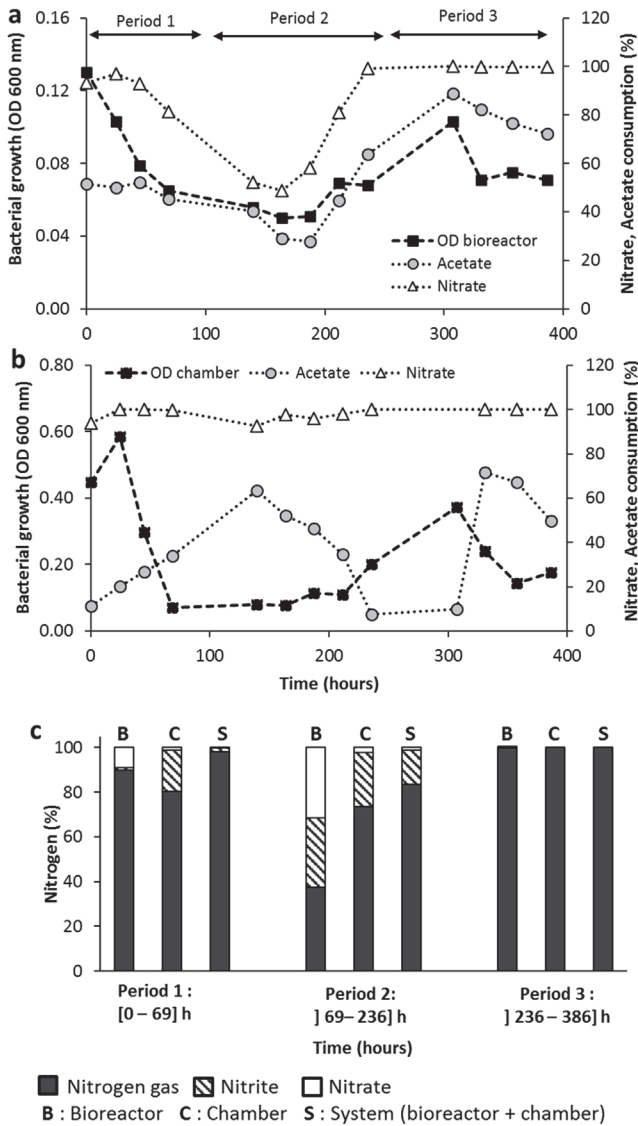 a
Period 1 Period 2 Period 3
Bacterial growth (OD 600 nm)
0.16
0.12
0.08
0.04
0.00
120
100
80
60
40
20
0
Nitrate, Acetate consumption (%)
OD bioreactor
Acetate
Nitrate
0 100 200 300 400
b
Bacterial growth (OD 600 nm)
0.80
0.60
0.40
0.20
0.00
OD chamber Acetate Nitrate
120
100
80
60
40
20
0
Nitrate, Acetate consumption (%)
0 100 200 300 400
Time (hours)
c
Nitrogen (%)
100
80
60
40
20
0
B C S B C S B C S
Period 1 : Period 2: Period 3 :
[0 – 69] h ] 69– 236] h ] 236 – 386] h
Time (hours)
Nitrogen gas Nitrite Nitrate
B : Bioreactor C : Chamber S : System (bioreactor + chamber)